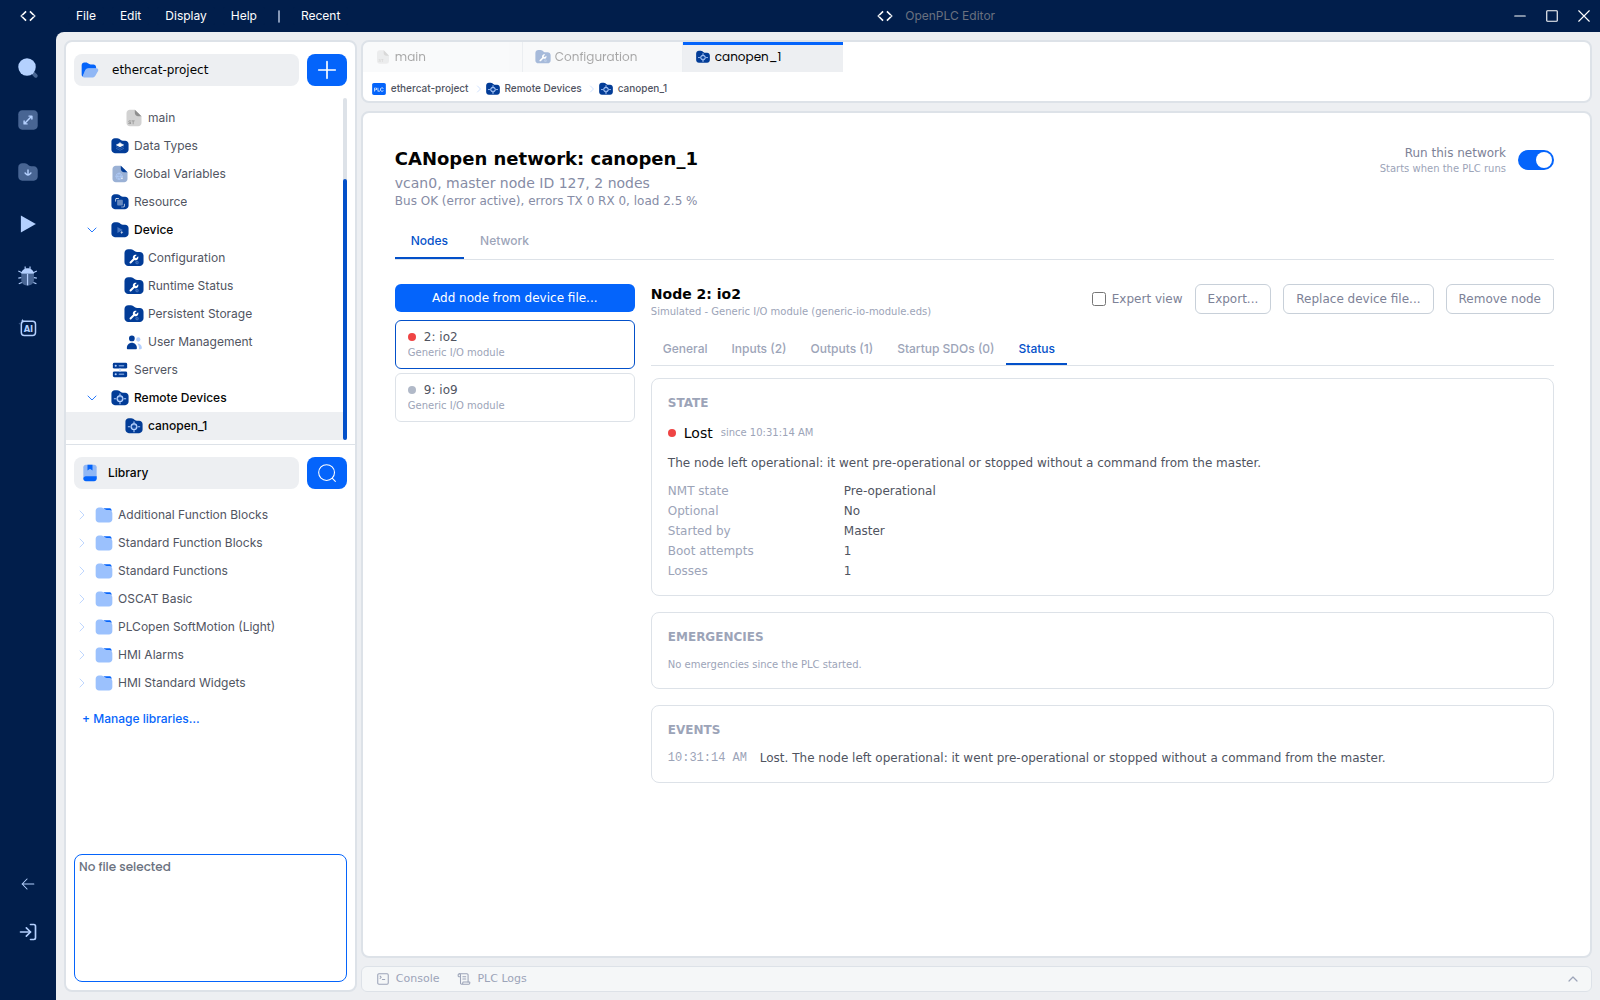 File Edit Display Help | Recent
OpenPLC Editor
ethercat-project
main
Data Types
Global Variables
Resource
Device
Configuration
Runtime Status
Persistent Storage
User Management
Servers
Remote Devices
canopen_1
Library
Additional Function Blocks
Standard Function Blocks
Standard Functions
OSCAT Basic
PLCopen SoftMotion (Light)
HMI Alarms
HMI Standard Widgets
+ Manage libraries...
No file selected
AI
main Configuration canopen_1
PLC ethercat-project Remote Devices canopen_1
CANopen network: canopen_1
vcan0, master node ID 127, 2 nodes
Bus OK (error active), errors TX 0 RX 0, load 2.5 %
Run this network
Starts when the PLC runs
Nodes Network
Add node from device file...
2: io2
Generic I/O module
9: io9
Generic I/O module
Node 2: io2
Simulated - Generic I/O module (generic-io-module.eds)
Expert view Export... Replace device file... Remove node
General Inputs (2) Outputs (1) Startup SDOs (0) Status
STATE
Lost since 10:31:14 AM
The node left operational: it went pre-operational or stopped without a command from the master.
NMT state Pre-operational
Optional No
Started by Master
Boot attempts 1
Losses 1
EMERGENCIES
No emergencies since the PLC started.
EVENTS
10:31:14 AM Lost. The node left operational: it went pre-operational or stopped without a command from the master.
Console PLC Logs